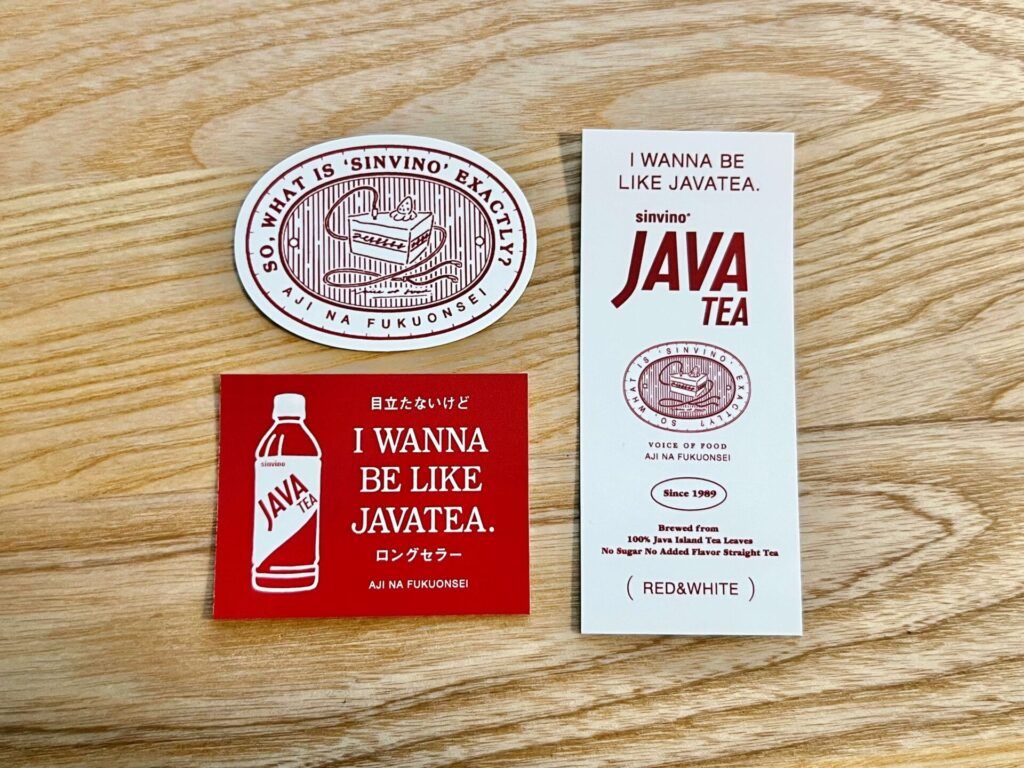 SO, WHAT IS 'SINVINO' EXACTLY?
AJI NA FUKUONSEI
目立たないけど
I WANNA
BE LIKE
JAVATEA.
ロングセラー
AJI NA FUKUONSEI
sinvino
JAVA
TEA
I WANNA BE
LIKE JAVATEA.
sinvino*
JAVA
TEA
SO, WHAT IS 'SINVINO' EXACTLY?
VOICE OF FOOD
AJI NA FUKUONSEI
Since 1989
Brewed from
100% Java Island Tea Leaves
No Sugar No Added Flavor Straight Tea
( RED&WHITE )